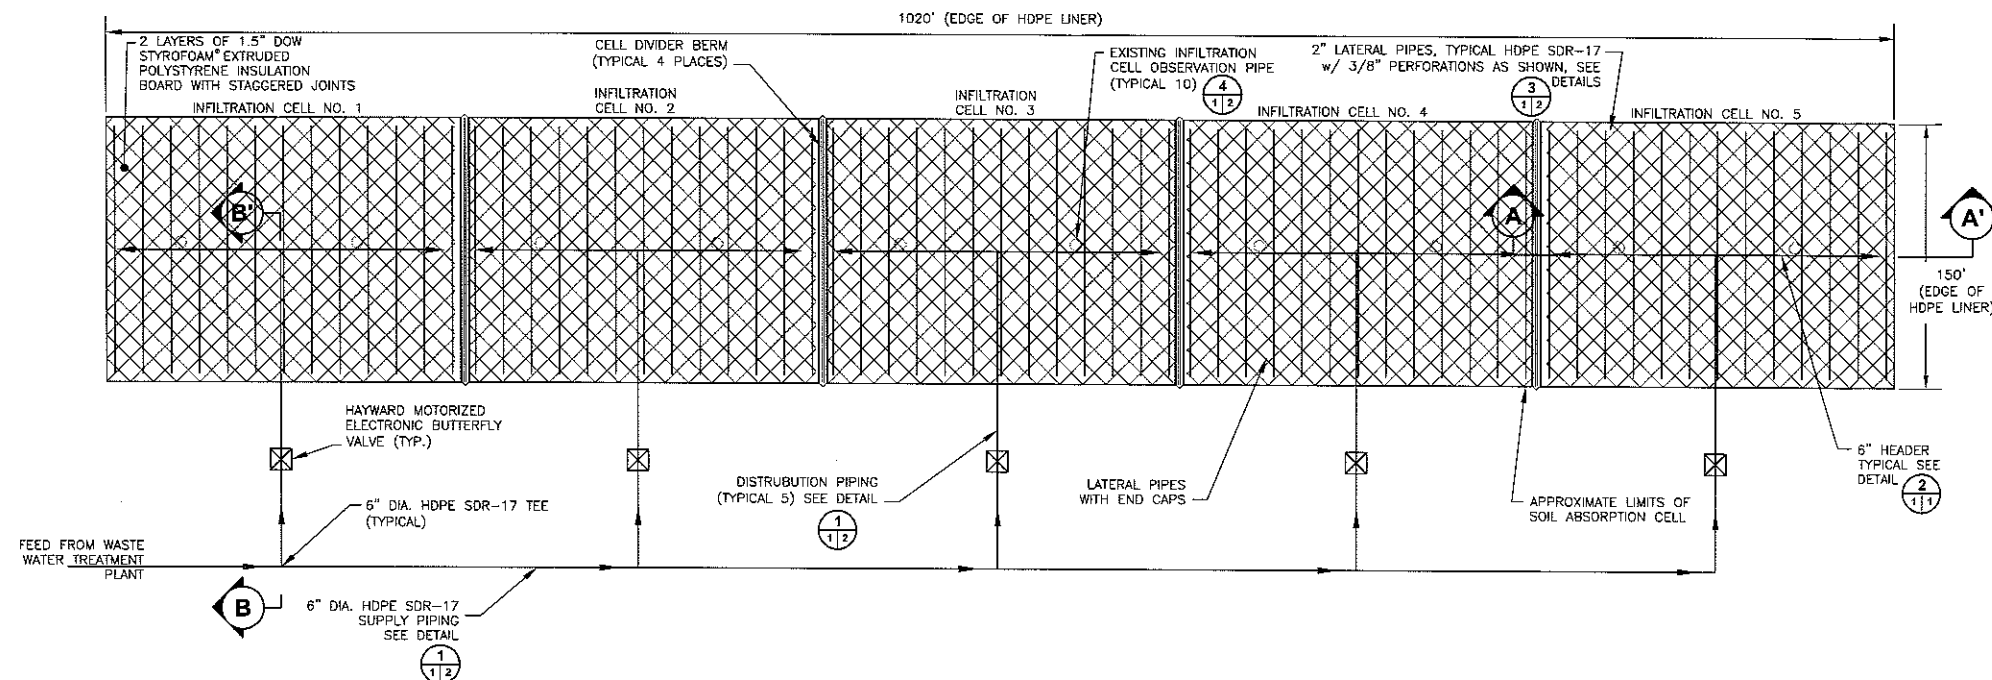 1020' (EDGE OF HDPE LINER)
2 LAYERS OF 1.5" DOW
STYROFOAM® EXTRUDED
POLYSTYRENE INSULATION
BOARD WITH STAGGERED JOINTS
CELL DIVIDER BERM
(TYPICAL 4 PLACES)
EXISTING INFILTRATION
CELL OBSERVATION PIPE
(TYPICAL 10)
4
1 2
2" LATERAL PIPES, TYPICAL HDPE SDR-17
w/ 3/8" PERFORATIONS AS SHOWN, SEE
DETAILS
3
1 2
INFILTRATION CELL NO. 1
INFILTRATION
CELL NO. 2
INFILTRATION
CELL NO. 3
INFILTRATION CELL NO. 4
INFILTRATION CELL NO. 5
B'
A
A'
150'
(EDGE OF
HDPE LINER)
HAYWARD MOTORIZED
ELECTRONIC BUTTERFLY
VALVE (TYP.)
6" DIA. HDPE SDR-17 TEE
(TYPICAL)
DISTRUBUTION PIPING
(TYPICAL 5) SEE DETAIL
1
1 2
LATERAL PIPES
WITH END CAPS
APPROXIMATE LIMITS OF
SOIL ABSORPTION CELL
6" HEADER
TYPICAL SEE
DETAIL
2
1 1
FEED FROM WASTE
WATER TREATMENT
PLANT
B
6" DIA. HDPE SDR-17
SUPPLY PIPING
SEE DETAIL
1
1 2